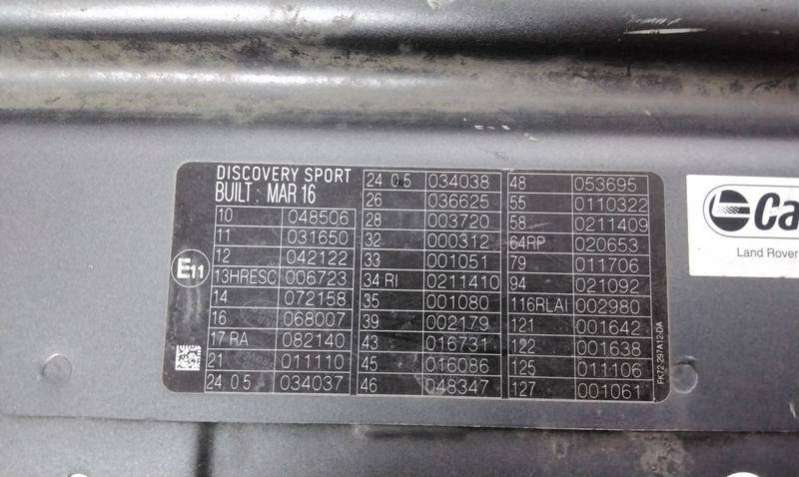 DISCOVERY SPORT
BUILT : MAR 16
10 048506
11 031650
12 042122
13HRESC 006723
14 072158
16 068007
17 RA 082140
21 011110
24 0.5 034037
24 0.5 034038
26 036625
28 003720
32 000312
33 001051
34 RI 0211410
35 001080
39 002179
43 016731
45 016086
46 048347
48 053695
55 0110322
58 0211409
64RP 020653
79 011706
94 021092
116RLAI 002980
121 001642
122 001638
125 011106
127 001061
E11
FK72-297A12-DA
Ca
Land Rover